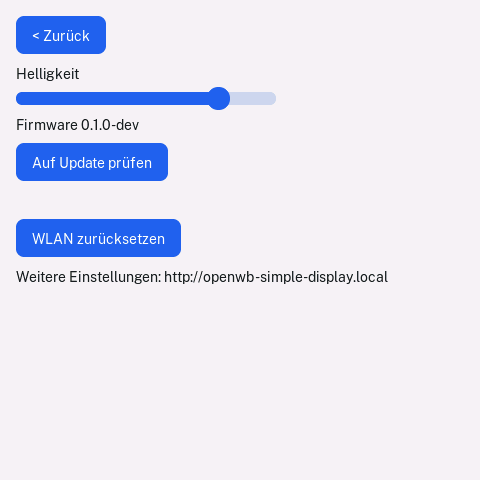 < Zurück
Helligkeit
Firmware 0.1.0-dev
Auf Update prüfen
WLAN zurücksetzen
Weitere Einstellungen: http://openwb-simple-display.local